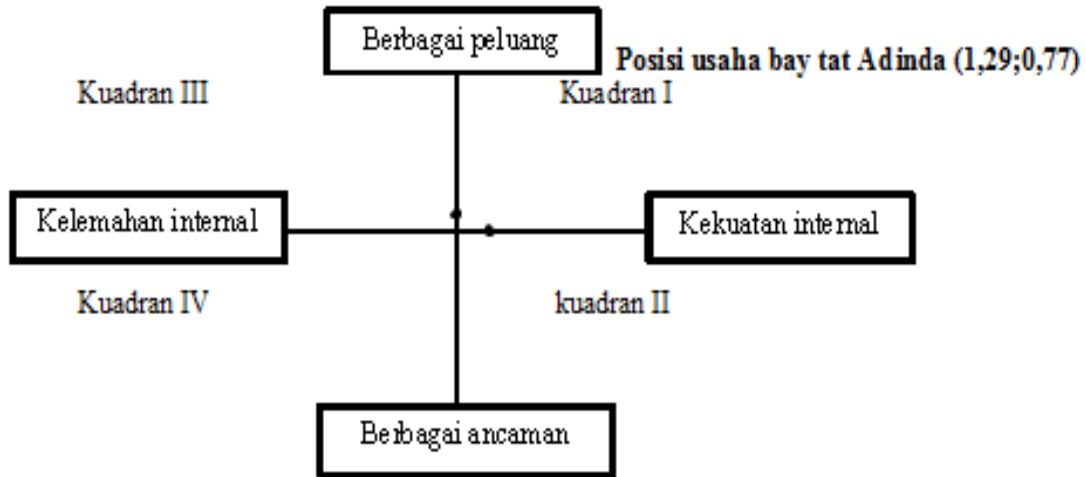 Berbagai peluang
Posisi usaha bay tat Adinda (1,29;0,77)
Kuadran III
Kuadran I
Kelemahan internal
Kekuatan internal
Kuadran IV
kuadran II
Berbagai ancaman